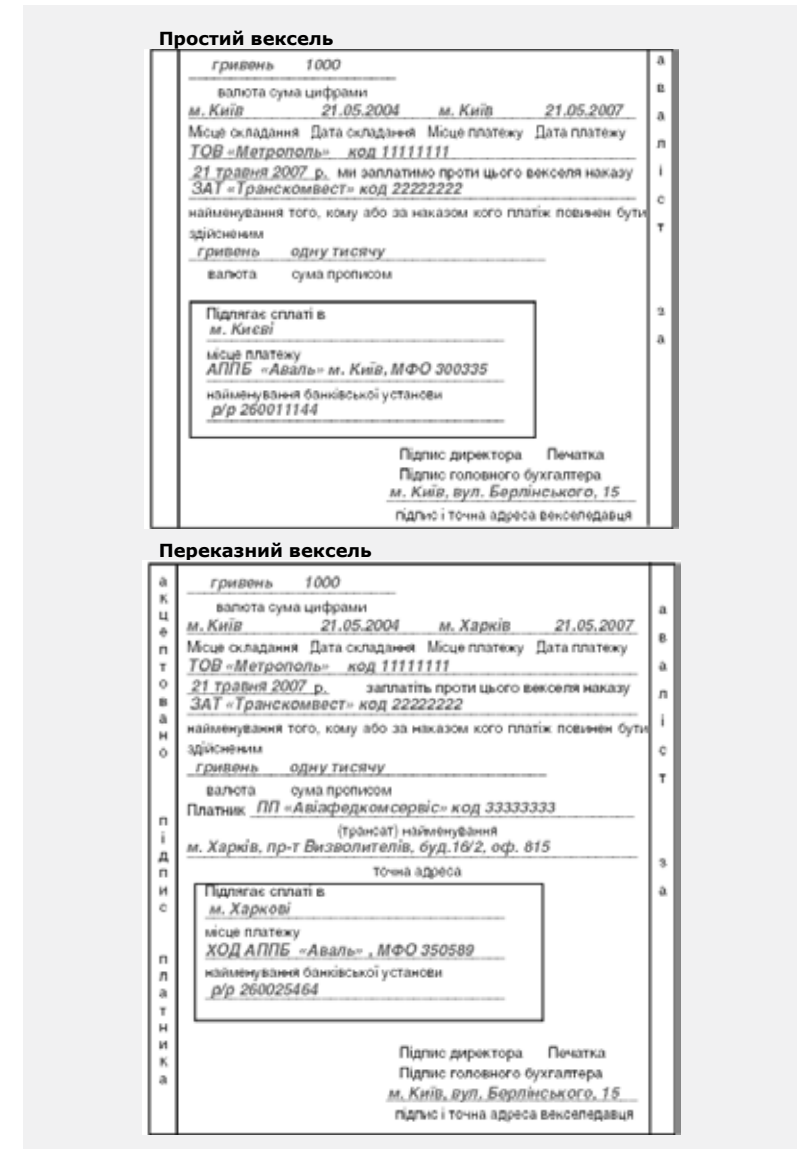 Простий вексель
гривень 1000
валюта сума цифрами
м. Київ 21.05.2004 м. Київ 21.05.2007
Місце складання Дата складання Місце платежу Дата платежу
ТОВ «Метрополь» код 11111111
21 травня 2007 р. ми заплатимо проти цього векселя наказу
ЗАТ «Транскомвест» код 22222222
найменування того, кому або за наказом кого платіж повинен бути
здійсненим
гривень одну тисячу
валюта сума прописом
Підлягає сплаті в
м. Києві
місце платежу
АППБ «Аваль» м. Київ, МФО 300335
найменування банківської установи
р/р 260011144
Підпис директора Печатка
Підпис головного бухгалтера
м. Київ, вул. Берлінського, 15
підпис і точна адреса векселедавця
аваліст за
Переказний вексель
акцептовано підпис платника
гривень 1000
валюта сума цифрами
м. Київ 21.05.2004 м. Харків 21.05.2007
Місце складання Дата складання Місце платежу Дата платежу
ТОВ «Метрополь» код 11111111
21 травня 2007 р. заплатіть проти цього векселя наказу
ЗАТ «Транскомвест» код 22222222
найменування того, кому або за наказом кого платіж повинен бути
здійсненим
гривень одну тисячу
валюта сума прописом
Платник ПП «Авіафедкомсервіс» код 33333333
(трансат) найменування
м. Харків, пр-т Визволителів, буд.16/2, оф. 815
точна адреса
Підлягає сплаті в
м. Харкові
місце платежу
ХОД АППБ «Аваль» , МФО 350589
найменування банківської установи
р/р 260025464
Підпис директора Печатка
Підпис головного бухгалтера
м. Київ, вул. Берлінського, 15
підпис і точна адреса векселедавця
аваліст за